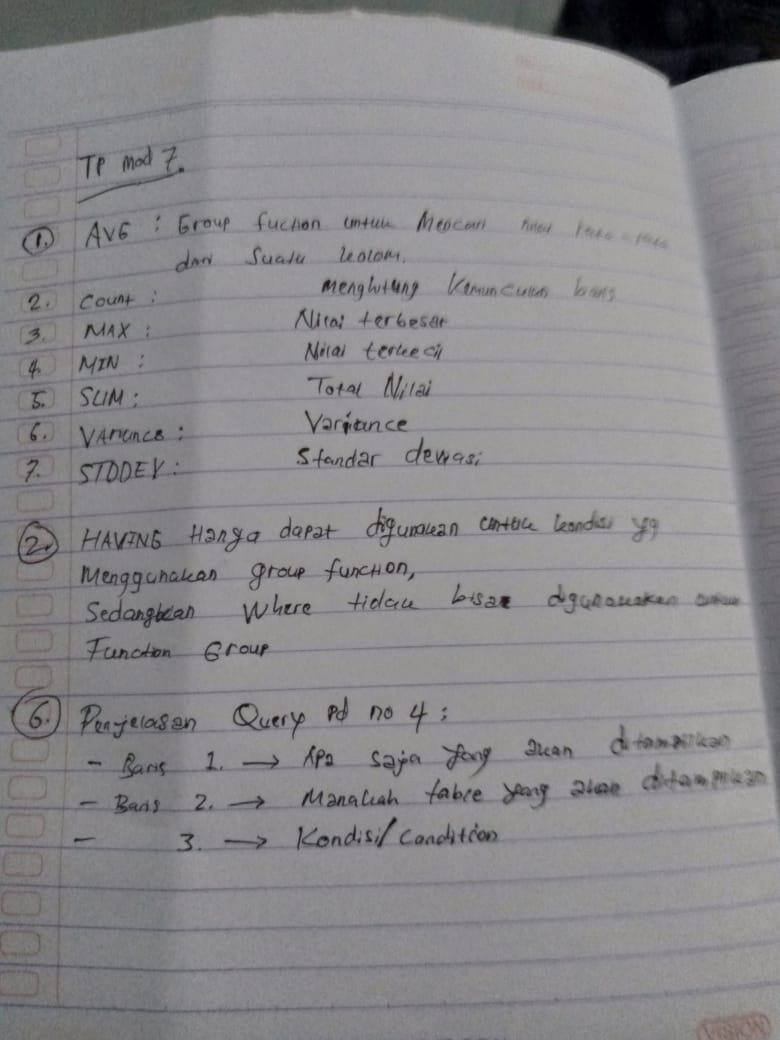 TP mod 7.
1. AVG : Group fuction untuk Mencari nilai rata-rata
dari Suatu kolom.
2. Count : menghitung Kemunculan baris
3. MAX : Nilai terbesar
4. MIN : Nilai terkecil
5. SUM : Total Nilai
6. VARIANCE : Variance
7. STDDEV : Standar deviasi
2. HAVING Hanya dapat digunakan untuk kondisi yg
Menggunakan group function,
Sedangkan Where tidak bisa digunakan untuk
Function Group
6. Penjelasan Query pd no 4 :
- Baris 1. → Apa saja yang akan ditampilkan
- Baris 2. → Manakah table yang akan ditampilkan
- 3. → Kondisi/Condition
VISION